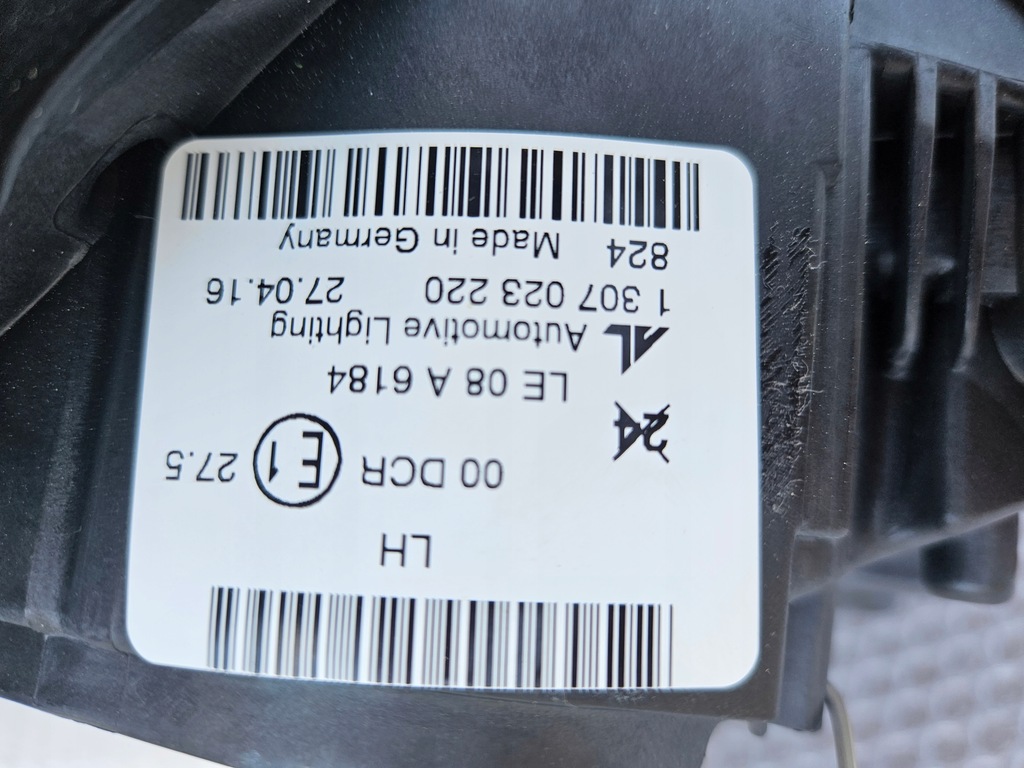 LH
00 DCR E1 27.5
24
LE 08 A 6184
AL Automotive Lighting
1 307 023 220 27.04.16
824 Made in Germany